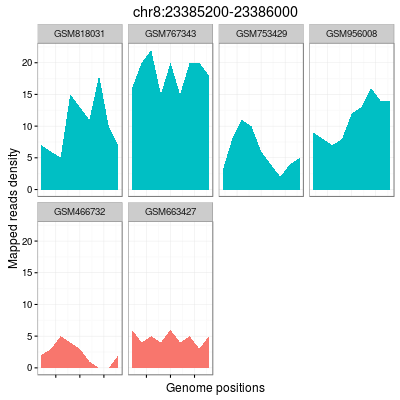 chr8:23385200-23386000
GSM818031 GSM767343 GSM753429 GSM956008
20
15
10
5
0
GSM466732 GSM663427
20
15
10
5
0
Mapped reads density
Genome positions